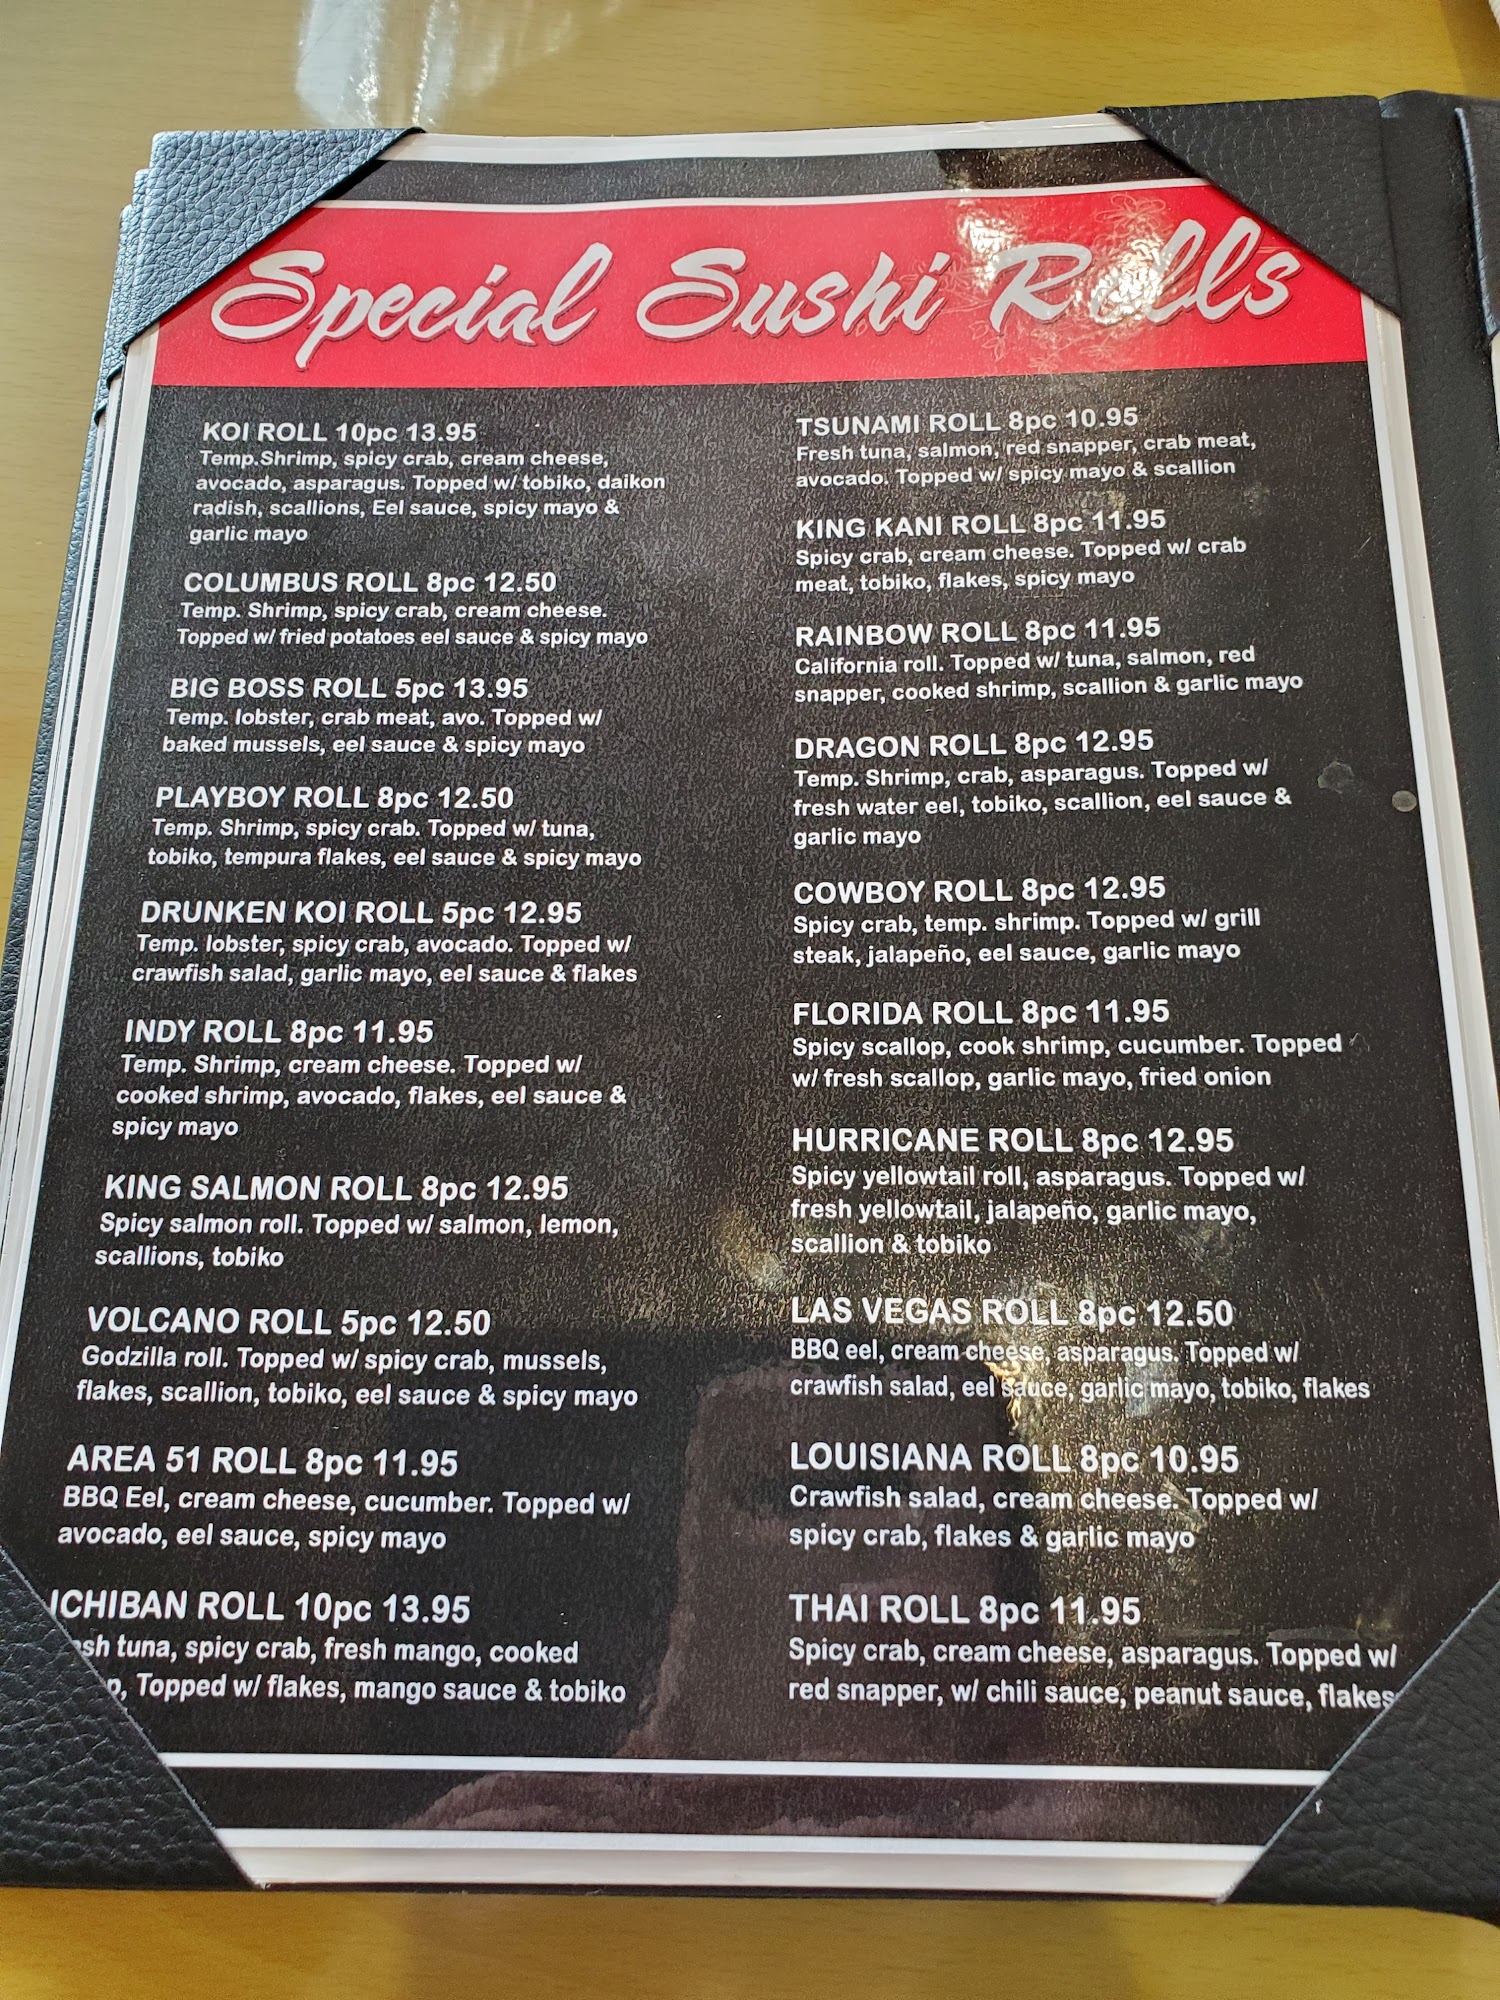 Special Sushi Rolls
KOI ROLL 10pc 13.95
Temp.Shrimp, spicy crab, cream cheese,
avocado, asparagus. Topped w/ tobiko, daikon
radish, scallions, Eel sauce, spicy mayo &
garlic mayo
COLUMBUS ROLL 8pc 12.50
Temp. Shrimp, spicy crab, cream cheese.
Topped w/ fried potatoes eel sauce & spicy mayo
BIG BOSS ROLL 5pc 13.95
Temp. lobster, crab meat, avo. Topped w/
baked mussels, eel sauce & spicy mayo
PLAYBOY ROLL 8pc 12.50
Temp. Shrimp, spicy crab. Topped w/ tuna,
tobiko, tempura flakes, eel sauce & spicy mayo
DRUNKEN KOI ROLL 5pc 12.95
Temp. lobster, spicy crab, avocado. Topped w/
crawfish salad, garlic mayo, eel sauce & flakes
INDY ROLL 8pc 11.95
Temp. Shrimp, cream cheese. Topped w/
cooked shrimp, avocado, flakes, eel sauce &
spicy mayo
KING SALMON ROLL 8pc 12.95
Spicy salmon roll. Topped w/ salmon, lemon,
scallions, tobiko
VOLCANO ROLL 5pc 12.50
Godzilla roll. Topped w/ spicy crab, mussels,
flakes, scallion, tobiko, eel sauce & spicy mayo
AREA 51 ROLL 8pc 11.95
BBQ Eel, cream cheese, cucumber. Topped w/
avocado, eel sauce, spicy mayo
ICHIBAN ROLL 10pc 13.95
tuna, spicy crab, fresh mango, cooked
Topped w/ flakes, mango sauce & tobiko
TSUNAMI ROLL 8pc 10.95
Fresh tuna, salmon, red snapper, crab meat,
avocado. Topped w/ spicy mayo & scallion
KING KANI ROLL 8pc 11.95
Spicy crab, cream cheese. Topped w/ crab
meat, tobiko, flakes, spicy mayo
RAINBOW ROLL 8pc 11.95
California roll. Topped w/ tuna, salmon, red
snapper, cooked shrimp, scallion & garlic mayo
DRAGON ROLL 8pc 12.95
Temp. Shrimp, crab, asparagus. Topped w/
fresh water eel, tobiko, scallion, eel sauce &
garlic mayo
COWBOY ROLL 8pc 12.95
Spicy crab, temp. shrimp. Topped w/ grill
steak, jalapeño, eel sauce, garlic mayo
FLORIDA ROLL 8pc 11.95
Spicy scallop, cook shrimp, cucumber. Topped
w/ fresh scallop, garlic mayo, fried onion
HURRICANE ROLL 8pc 12.95
Spicy yellowtail roll, asparagus. Topped w/
fresh yellowtail, jalapeño, garlic mayo,
scallion & tobiko
LAS VEGAS ROLL 8pc 12.50
BBQ eel, cream cheese, asparagus. Topped w/
crawfish salad, eel sauce, garlic mayo, tobiko, flakes
LOUISIANA ROLL 8pc 10.95
Crawfish salad, cream cheese. Topped w/
spicy crab, flakes & garlic mayo
THAI ROLL 8pc 11.95
Spicy crab, cream cheese, asparagus. Topped w/
red snapper, w/ chili sauce, peanut sauce, flakes